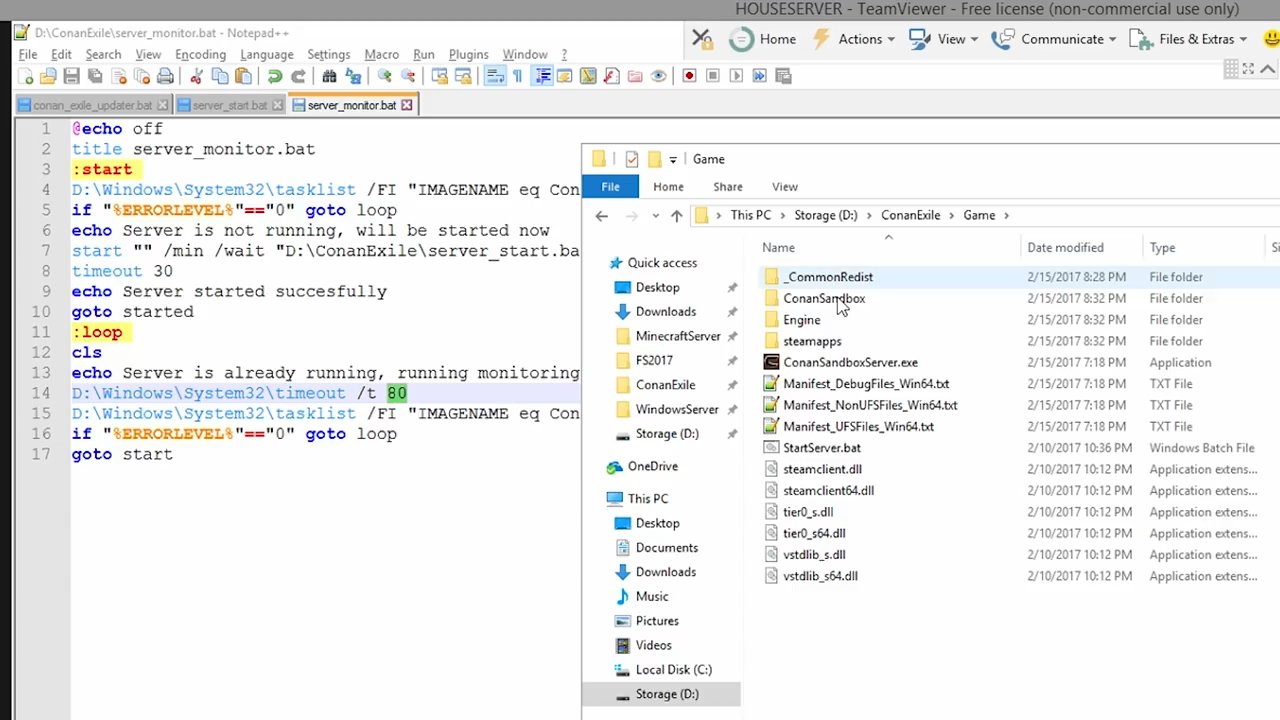 HOUSESERVER - TeamViewer - Free license (non-commercial use only)
D:\ConanExile\server_monitor.bat - Notepad++
File Edit Search View Encoding Language Settings Macro Run Plugins Window ?
Home Actions View Communicate Files & Extras
conan_exile_updater.bat server_start.bat server_monitor.bat
1 @echo off
2 title server_monitor.bat
3 :start
4 D:\Windows\System32\tasklist /FI "IMAGENAME eq Con
5 if "%ERRORLEVEL%"=="0" goto loop
6 echo Server is not running, will be started now
7 start "" /min /wait "D:\ConanExile\server_start.ba
8 timeout 30
9 echo Server started succesfully
10 goto started
11 :loop
12 cls
13 echo Server is already running, running monitoring
14 D:\Windows\System32\timeout /t 80
15 D:\Windows\System32\tasklist /FI "IMAGENAME eq Con
16 if "%ERRORLEVEL%"=="0" goto loop
17 goto start
Game
File Home Share View
This PC Storage (D:) ConanExile Game
Quick access
Desktop
Downloads
MinecraftServer
FS2017
ConanExile
WindowsServer
Storage (D:)
OneDrive
This PC
Desktop
Documents
Downloads
Music
Pictures
Videos
Local Disk (C:)
Storage (D:)
Name Date modified Type
_CommonRedist 2/15/2017 8:28 PM File folder
ConanSandbox 2/15/2017 8:32 PM File folder
Engine 2/15/2017 8:32 PM File folder
steamapps 2/15/2017 8:32 PM File folder
ConanSandboxServer.exe 2/15/2017 7:18 PM Application
Manifest_DebugFiles_Win64.txt 2/15/2017 7:18 PM TXT File
Manifest_NonUFSFiles_Win64.txt 2/15/2017 7:18 PM TXT File
Manifest_UFSFiles_Win64.txt 2/15/2017 7:18 PM TXT File
StartServer.bat 2/10/2017 10:36 PM Windows Batch File
steamclient.dll 2/10/2017 10:12 PM Application extens...
steamclient64.dll 2/10/2017 10:12 PM Application extens...
tier0_s.dll 2/10/2017 10:12 PM Application extens...
tier0_s64.dll 2/10/2017 10:12 PM Application extens...
vstdlib_s.dll 2/10/2017 10:12 PM Application extens...
vstdlib_s64.dll 2/10/2017 10:12 PM Application extens...